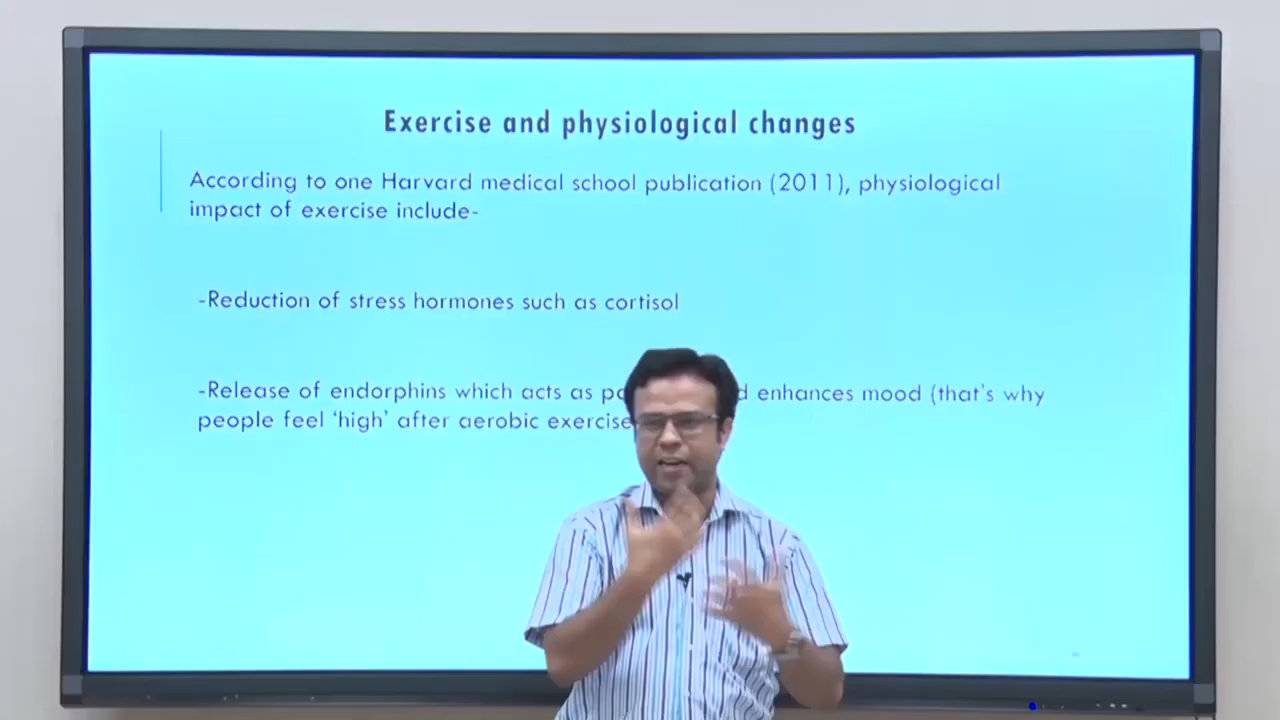 Exercise and physiological changes
According to one Harvard medical school publication (2011), physiological
impact of exercise include-
-Reduction of stress hormones such as cortisol
-Release of endorphins which acts as enhances mood (that's why
people feel 'high' after aerobic exercise